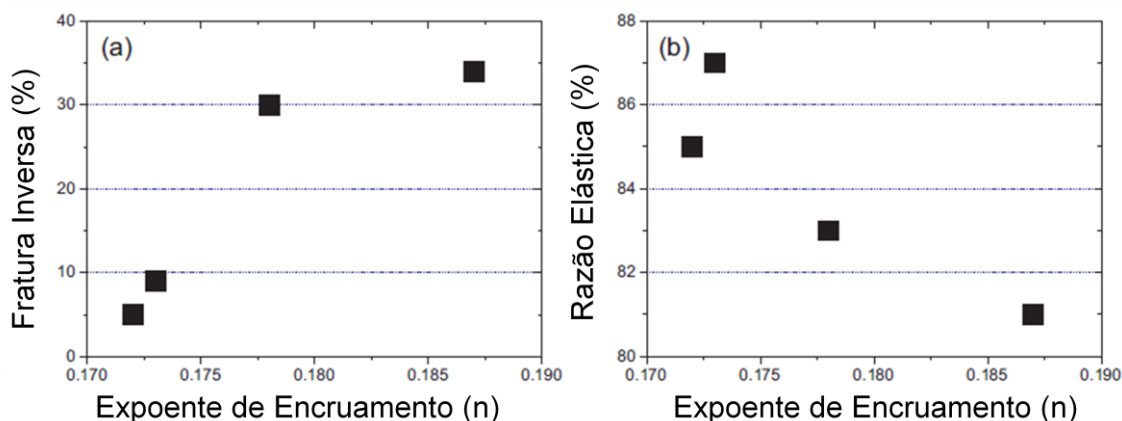 (a)
Fratura Inversa (%)
40
30
20
10
0
0.170 0.175 0.180 0.185 0.190
Expoente de Encruamento (n)
(b)
Razão Elástica (%)
88
86
84
82
80
0.170 0.175 0.180 0.185 0.190
Expoente de Encruamento (n)